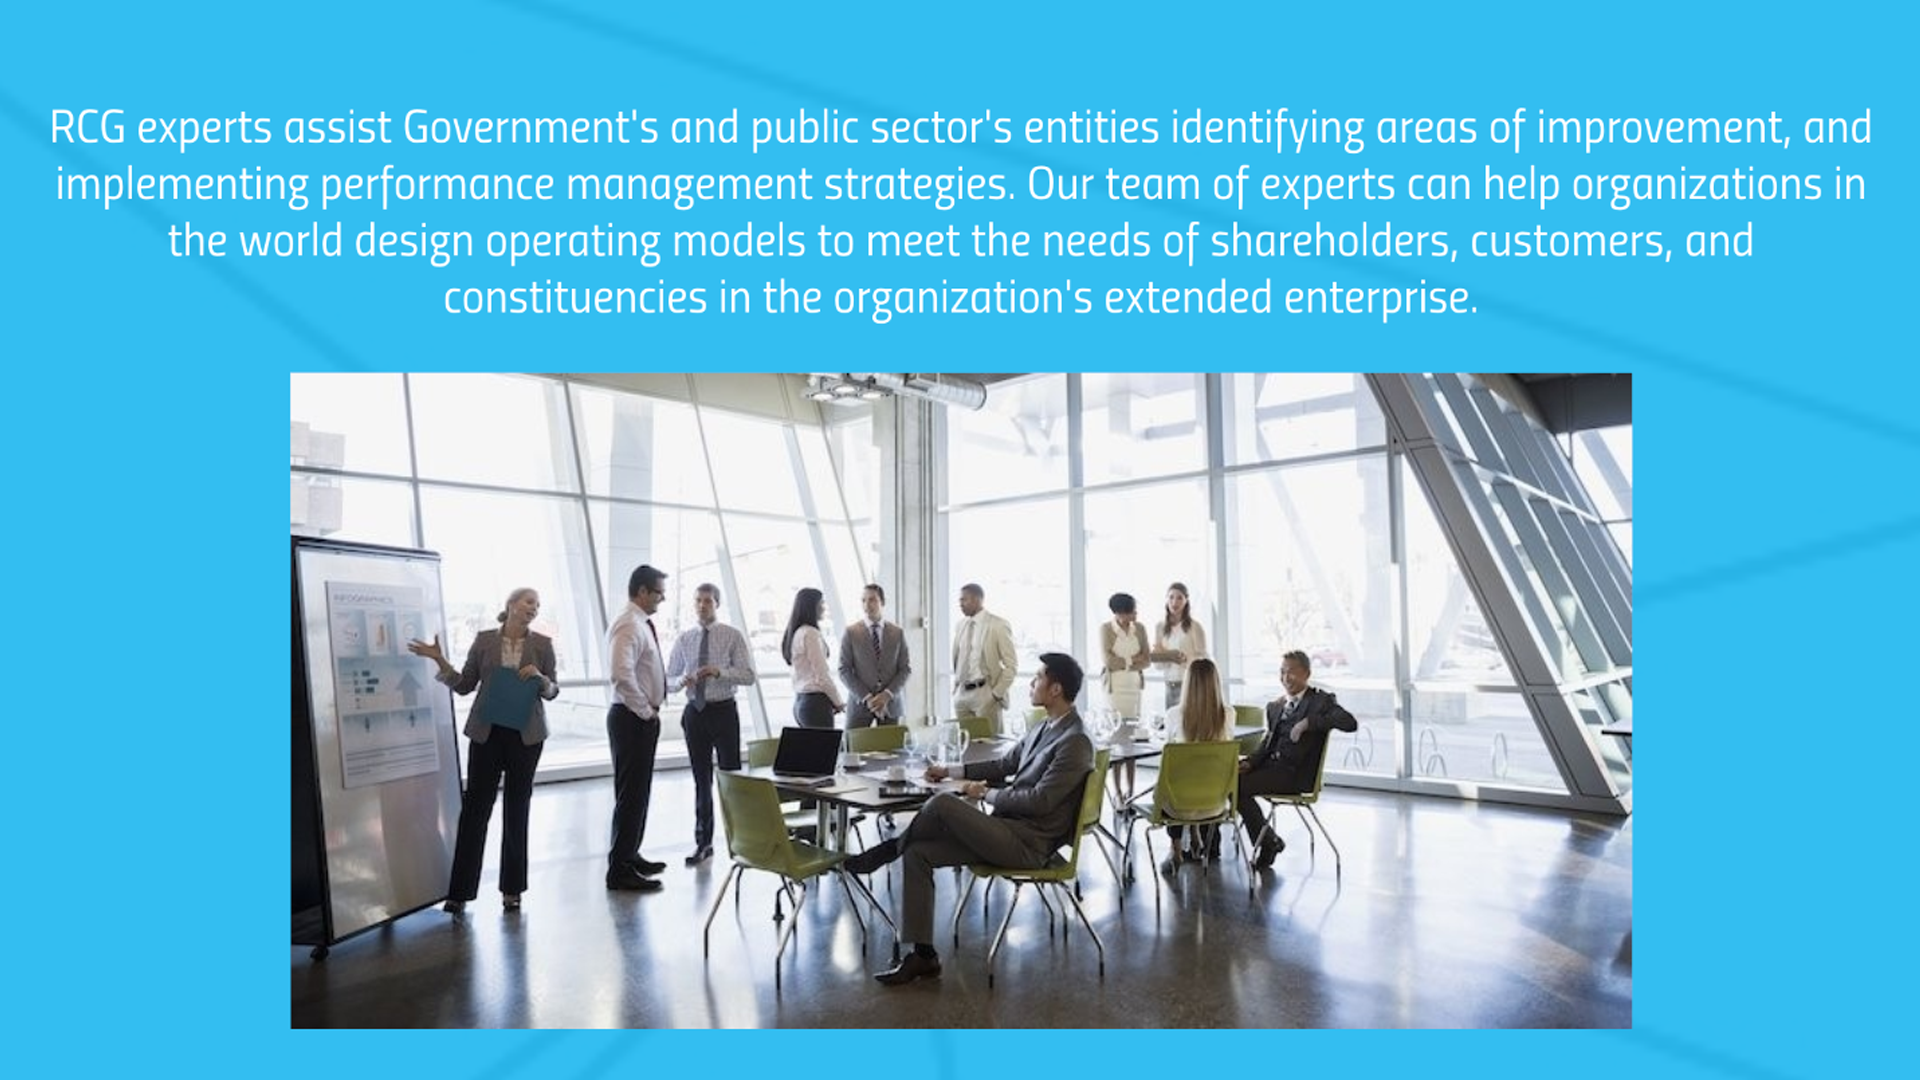 RCG experts assist Government's and public sector's entities identifying areas of improvement, and
implementing performance management strategies. Our team of experts can help organizations in
the world design operating models to meet the needs of shareholders, customers, and
constituencies in the organization's extended enterprise.
INFOGRAPHICS